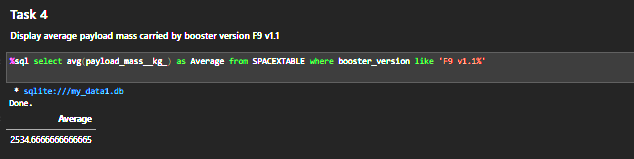 Task 4
Display average payload mass carried by booster version F9 v1.1
%sql select avg(payload_mass__kg_) as Average from SPACEXTABLE where booster_version like 'F9 v1.1%'
* sqlite:///my_data1.db
Done.
Average
2534.6666666666665